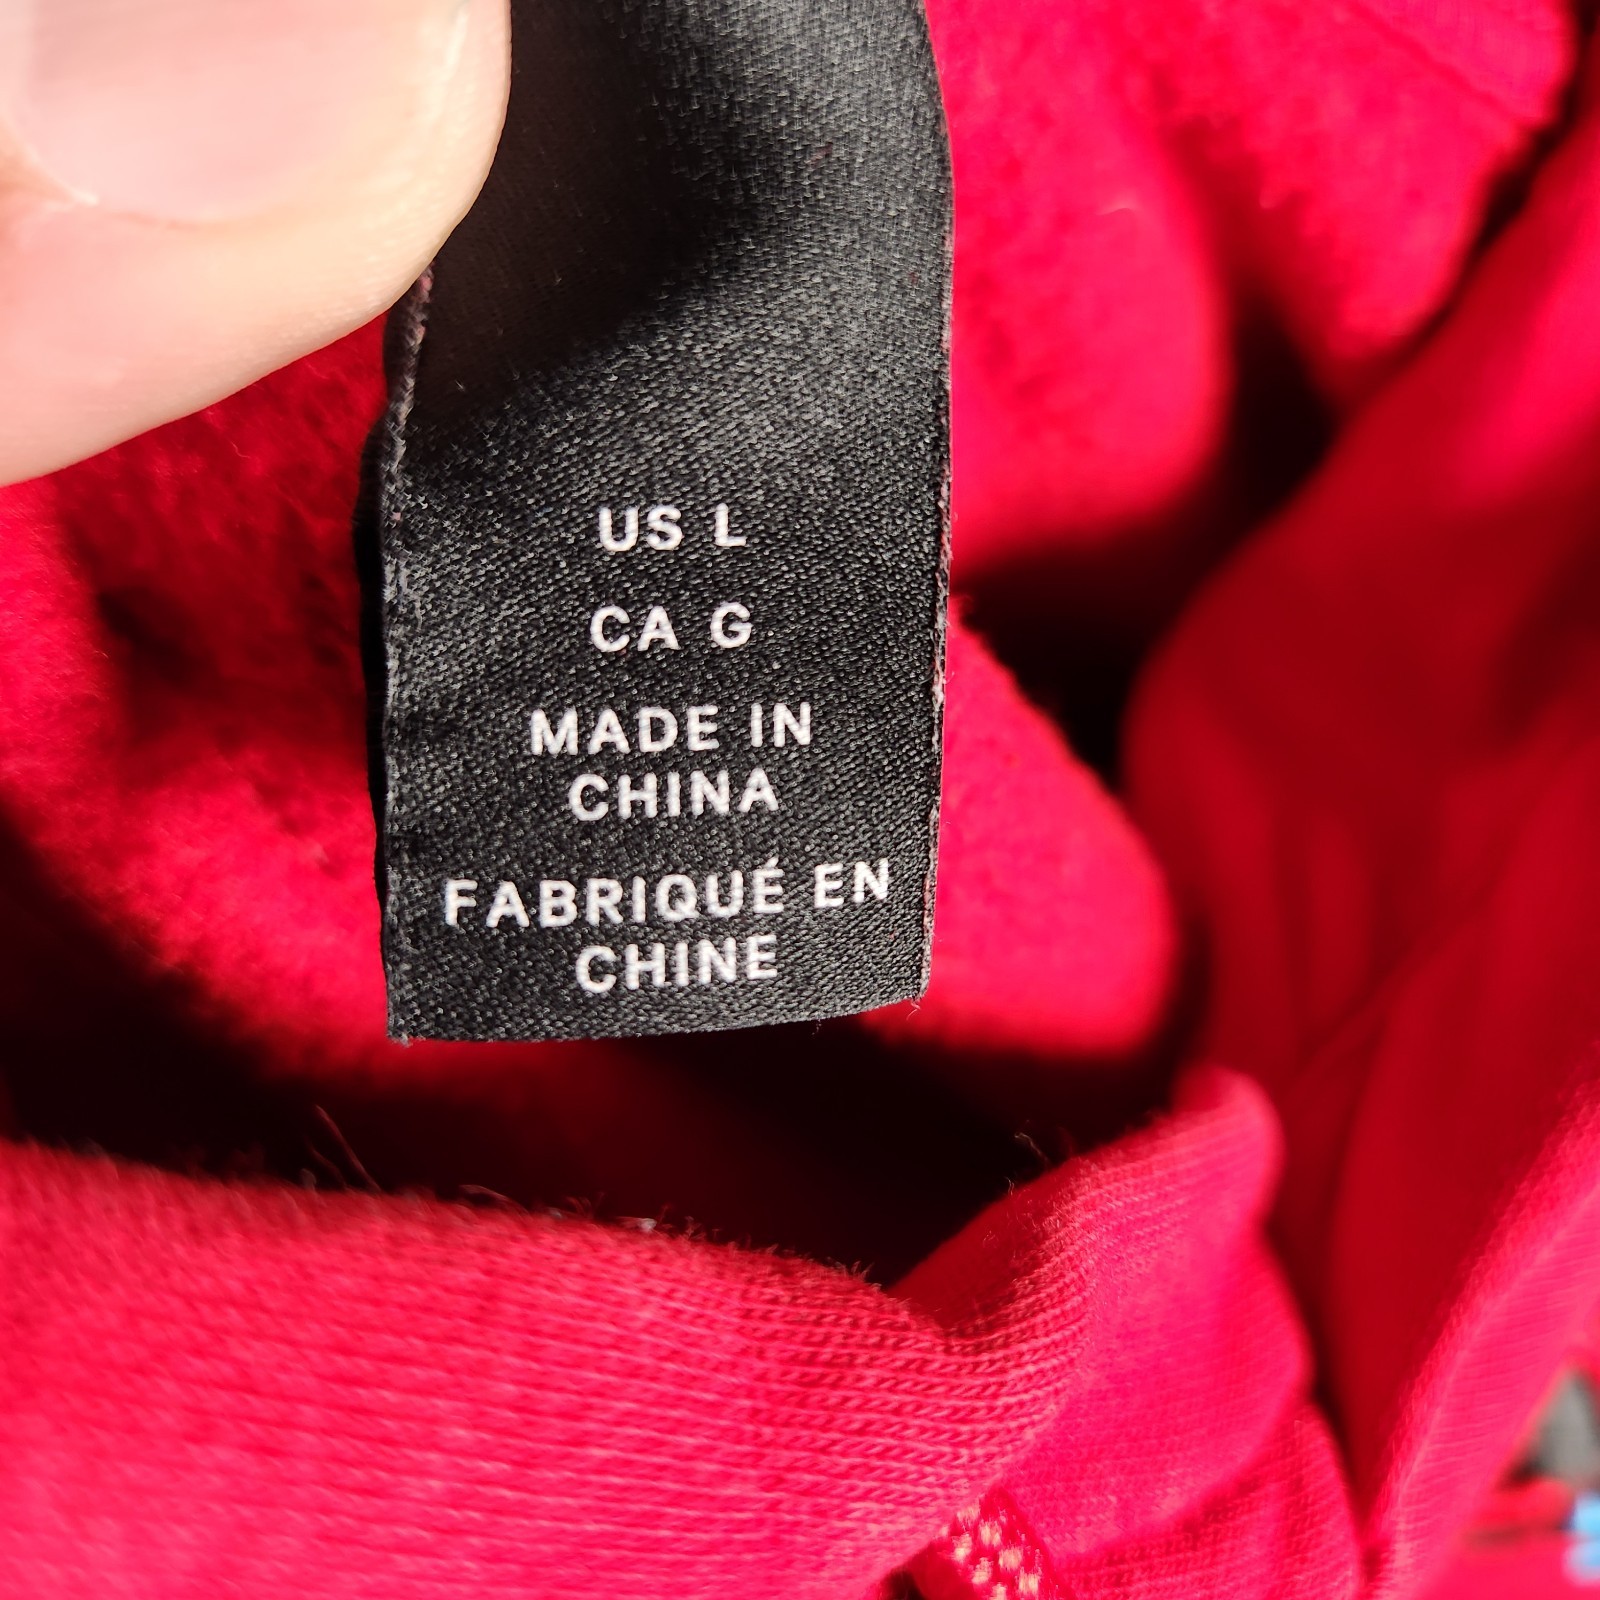 US L
CA G
MADE IN
CHINA
FABRIQUÉ EN
CHINE